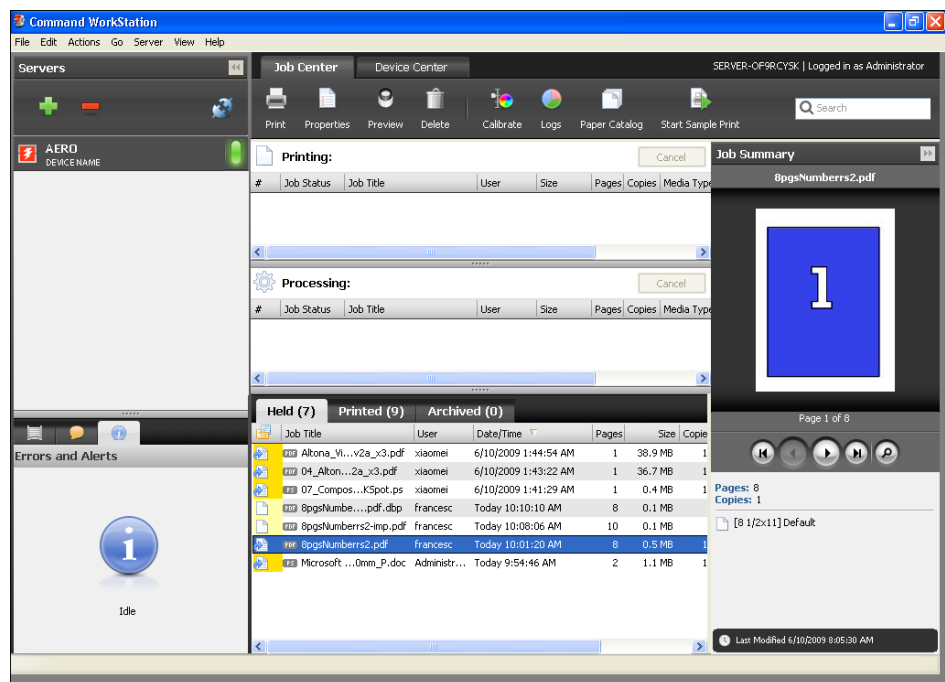 Command WorkStation
File Edit Actions Go Server View Help
Servers
AERO
DEVICE NAME
Errors and Alerts
Idle
Job Center Device Center SERVER-OF9RCYSK | Logged in as Administrator
Print Properties Preview Delete Calibrate Logs Paper Catalog Start Sample Print Search
Printing: Cancel
# Job Status Job Title User Size Pages Copies Media Type
Processing: Cancel
# Job Status Job Title User Size Pages Copies Media Type
Held (7) Printed (9) Archived (0)
Job Title User Date/Time Pages Size Copie
PDF Altona_Vi...v2a_x3.pdf xiaomei 6/10/2009 1:44:54 AM 1 38.9 MB 1
PDF 04_Alton...2a_x3.pdf xiaomei 6/10/2009 1:43:22 AM 1 36.7 MB 1
PS 07_Compos...KSpot.ps xiaomei 6/10/2009 1:41:29 AM 1 0.4 MB 1
PDF 8pgsNumbe...pdf.dbp francesc Today 10:10:10 AM 8 0.1 MB
PDF 8pgsNumberrs2-imp.pdf francesc Today 10:08:06 AM 10 0.1 MB
PDF 8pgsNumberrs2.pdf francesc Today 10:01:20 AM 8 0.5 MB 1
PS Microsoft ...0mm_P.doc Administr... Today 9:54:46 AM 2 1.1 MB 1
Job Summary
8pgsNumberrs2.pdf
1
Page 1 of 8
Pages: 8
Copies: 1
[8 1/2x11] Default
Last Modified 6/10/2009 8:05:30 AM